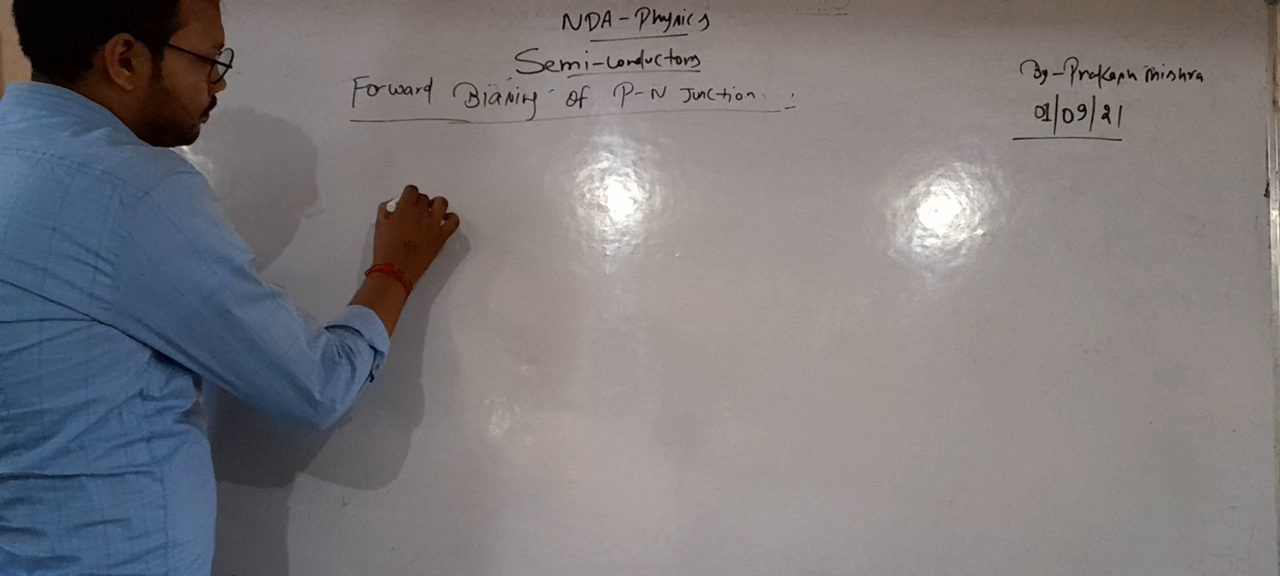 NDA-Physics
Semi-Conductors
Forward Biasing of P-N Junction :
By-Prakash Mishra
01/09/21